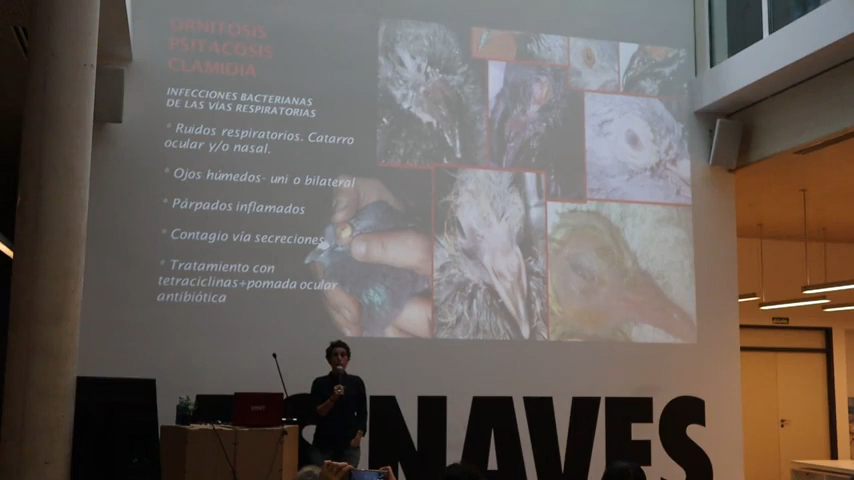 ORNITOSIS
PSITACOSIS
CLAMIDIA
INFECCIONES BACTERIANAS
DE LAS VÍAS RESPIRATORIAS
* Ruidos respiratorios. Catarro
ocular y/o nasal.
* Ojos húmedos- uni o bilateral
* Párpados inflamados
* Contagio vía secreciones
* Tratamiento con
tetraciclinas+pomada ocular
antibiótica
NAVES